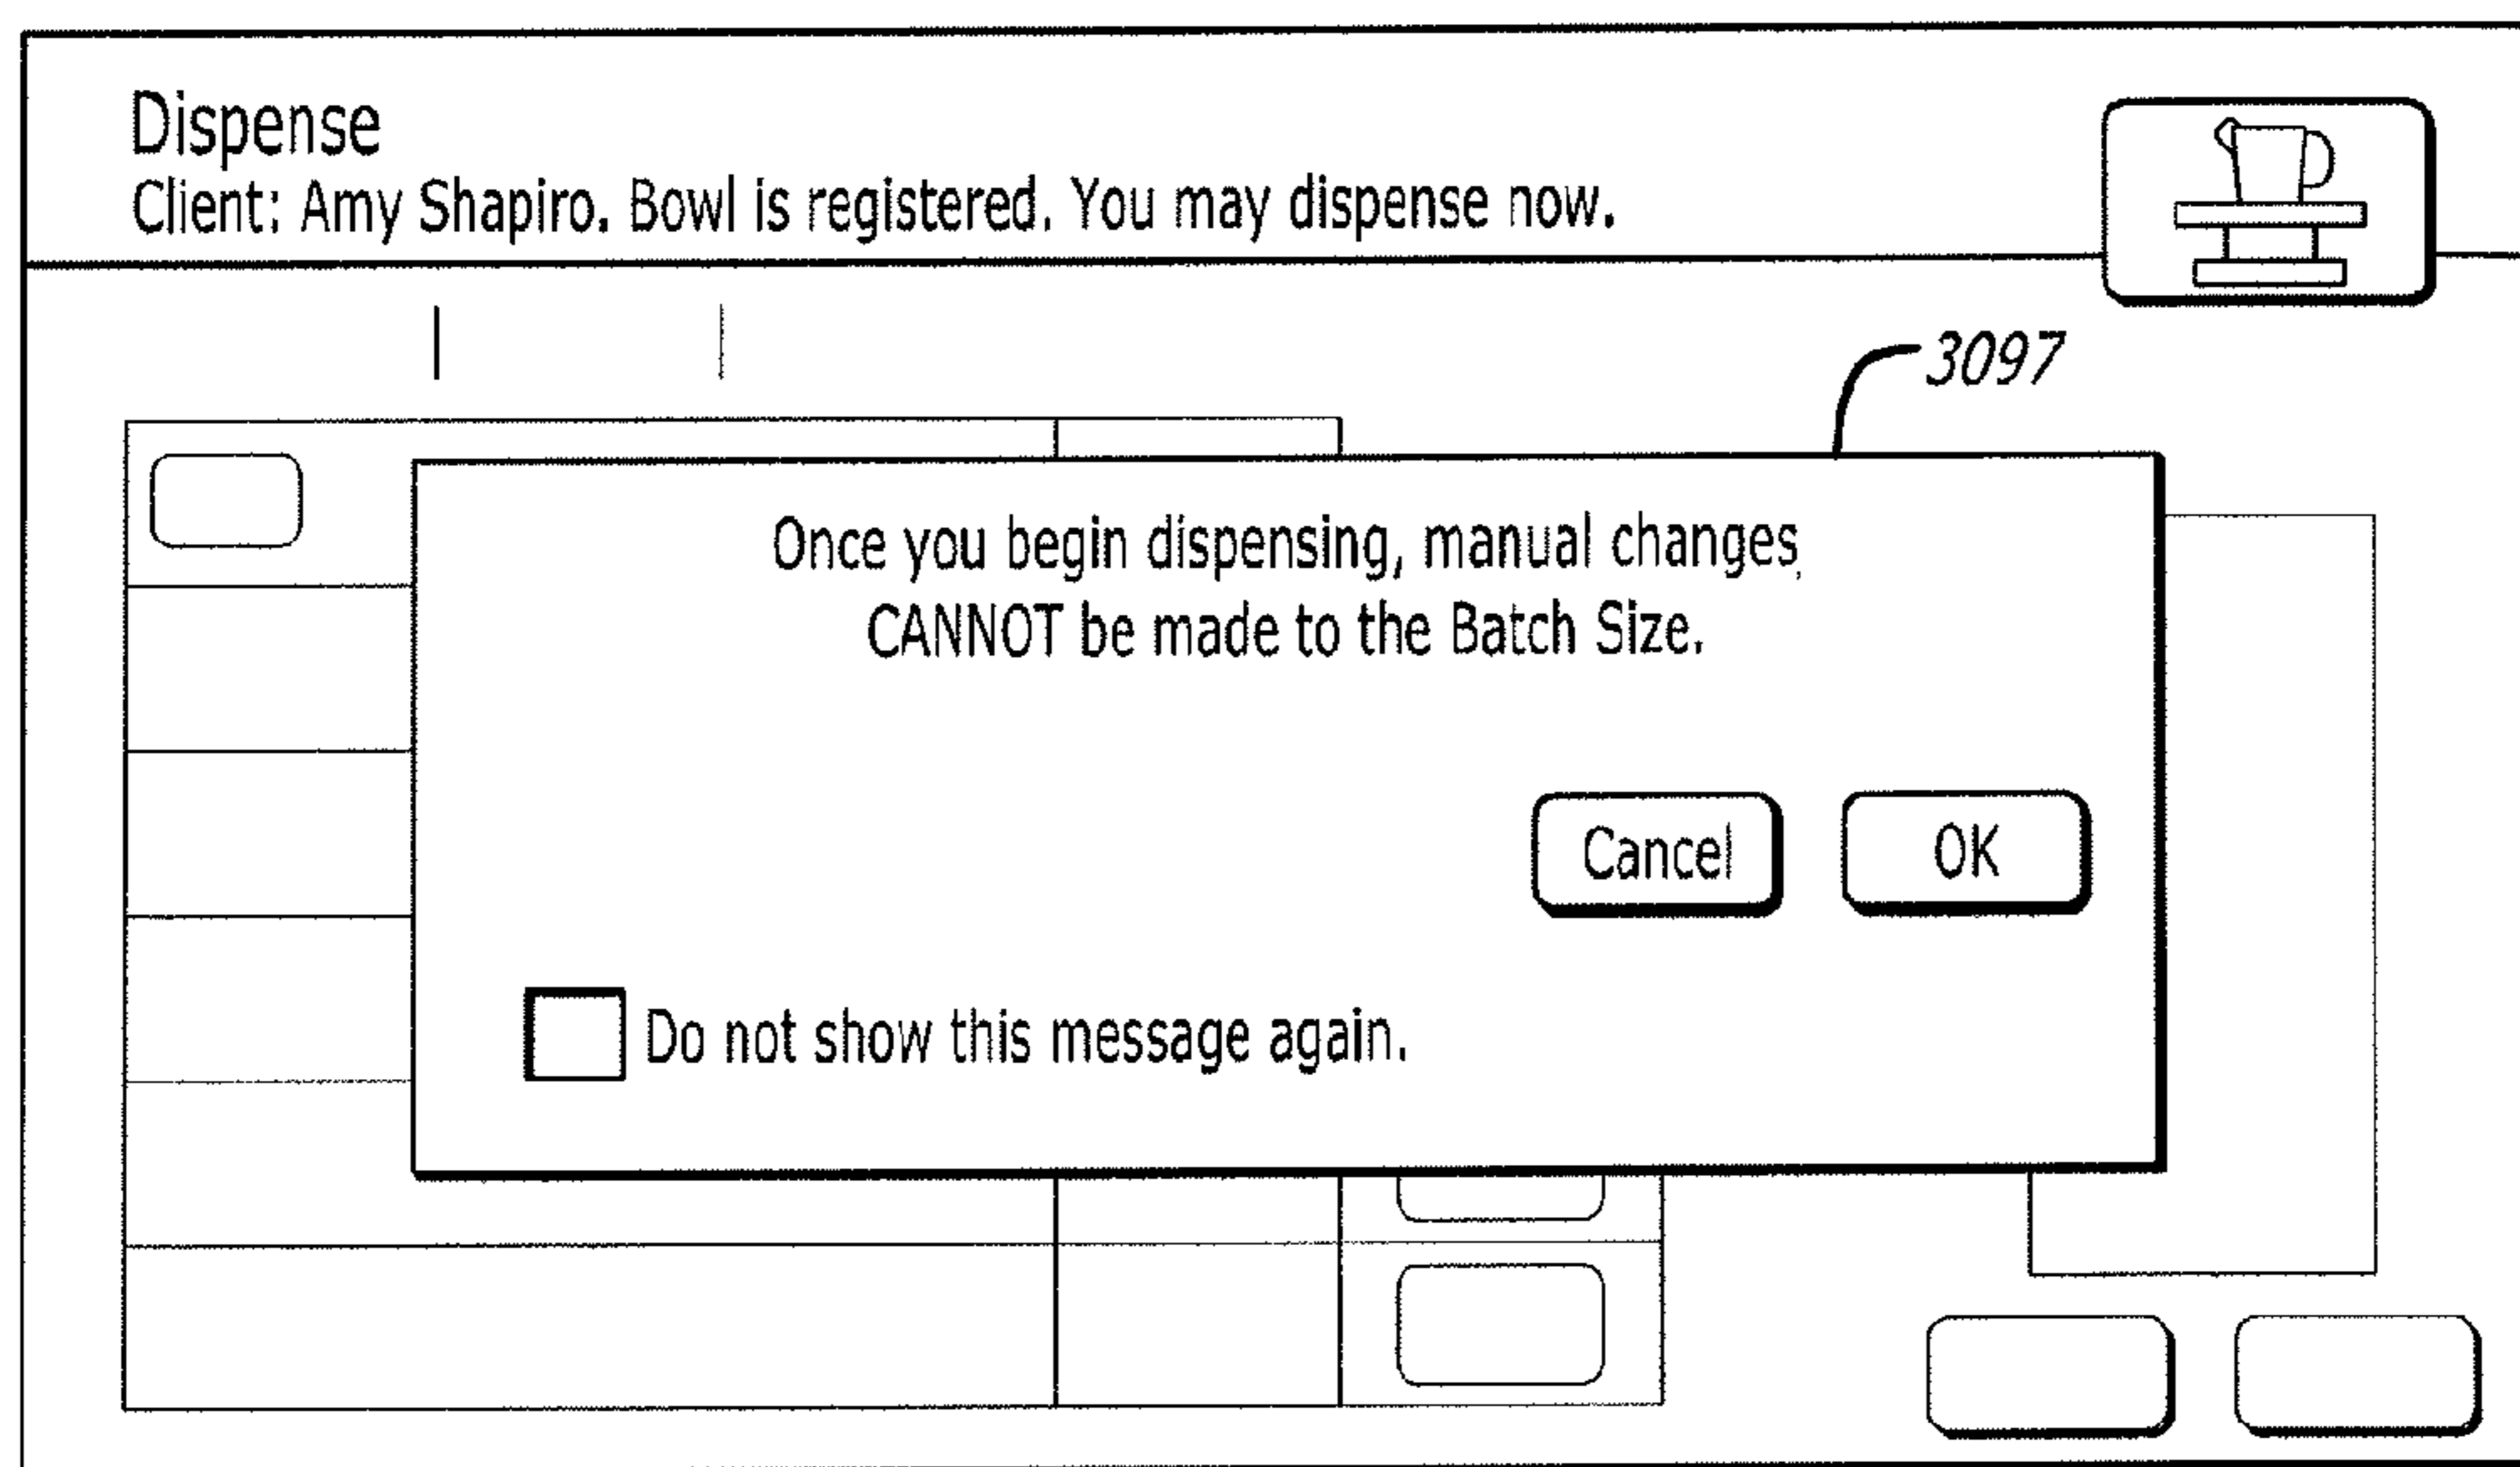 Dispense
Client: Amy Shapiro. Bowl is registered. You may dispense now.
3097
Once you begin dispensing, manual changes
CANNOT be made to the Batch Size.
Cancel
OK
Do not show this message again.